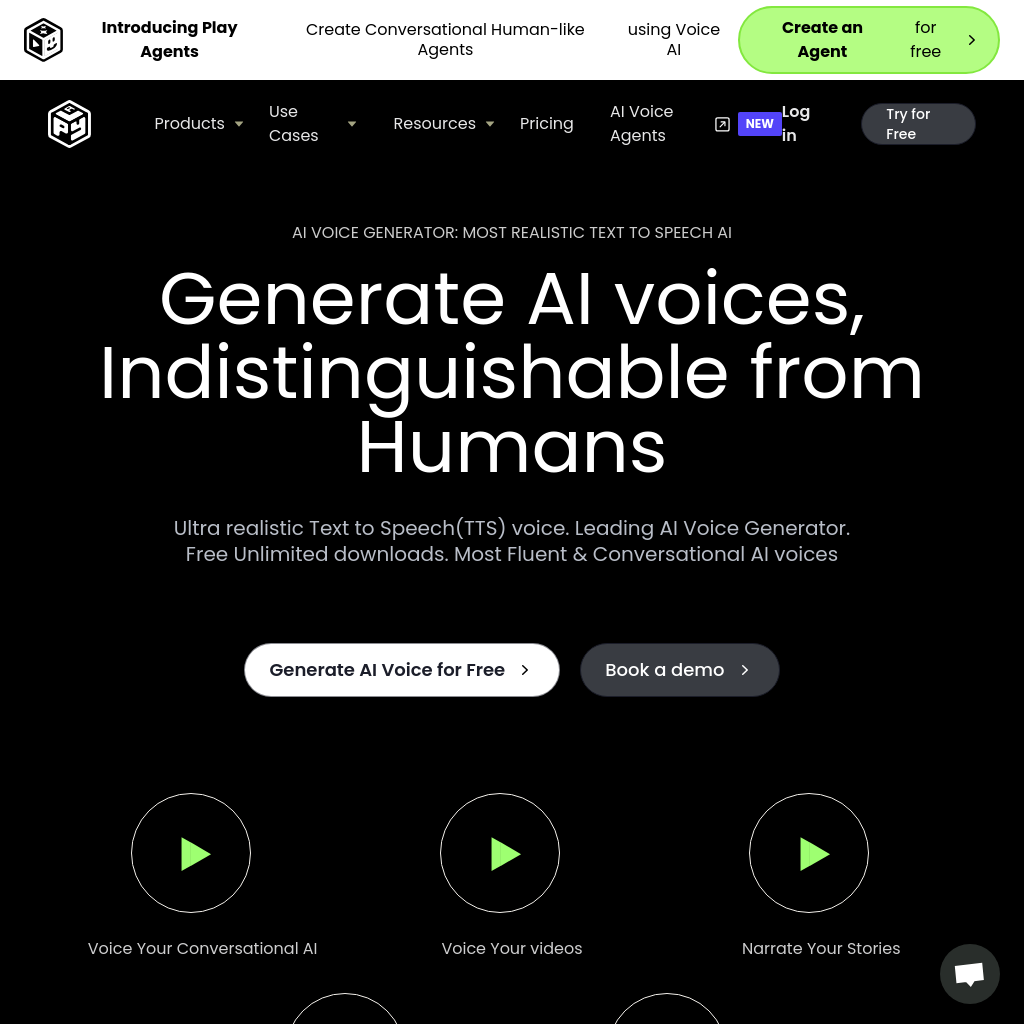 Introducing Play
Agents
Create Conversational Human-like
Agents
using Voice
AI
Create an
Agent
for
free
Products
Use
Cases
Resources
Pricing
AI Voice
Agents
NEW
Log
in
Try for
Free
AI VOICE GENERATOR: MOST REALISTIC TEXT TO SPEECH AI
Generate AI voices,
Indistinguishable from
Humans
Ultra realistic Text to Speech(TTS) voice. Leading AI Voice Generator.
Free Unlimited downloads. Most Fluent & Conversational AI voices
Generate AI Voice for Free
Book a demo
Voice Your Conversational AI
Voice Your videos
Narrate Your Stories